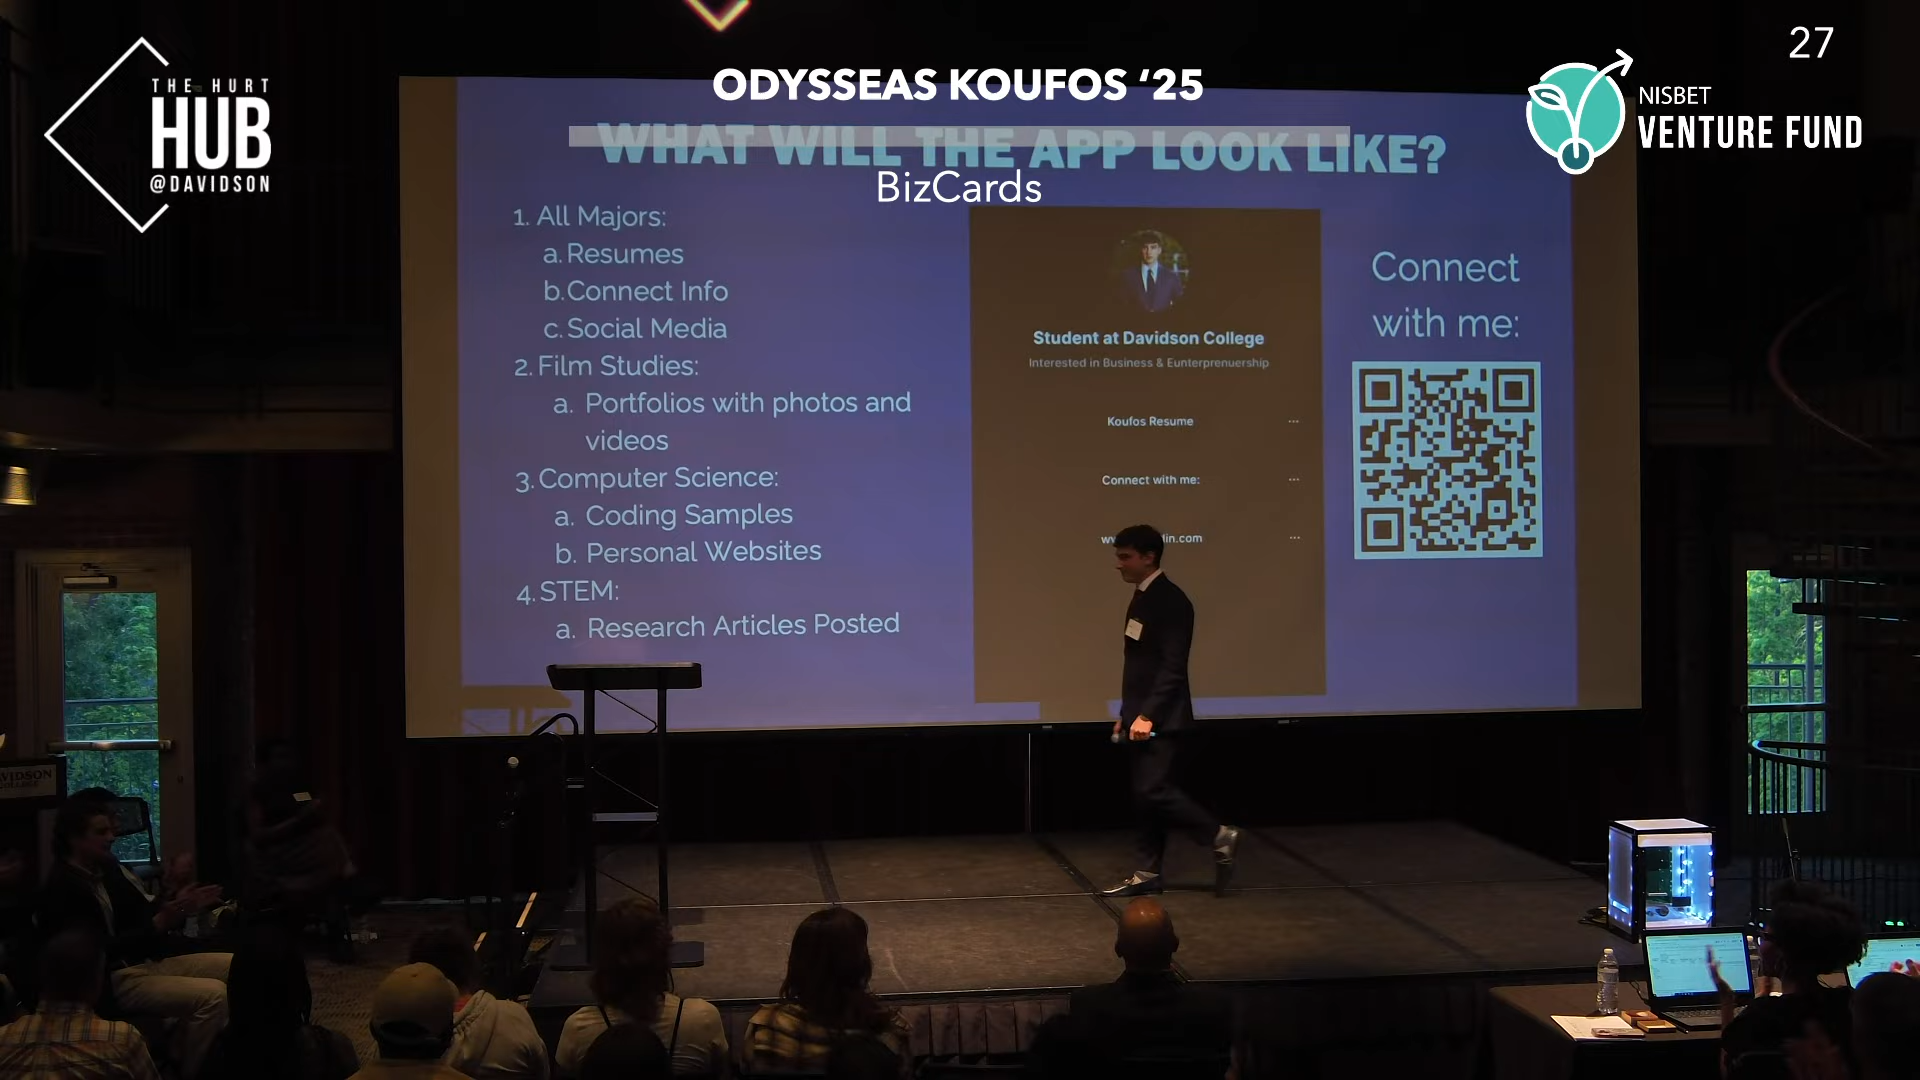 27
THE HURT
HUB
@DAVIDSON
ODYSSEAS KOUFOS ‘25
NISBET
VENTURE FUND
WHAT WILL THE APP LOOK LIKE?
BizCards
1. All Majors:
a. Resumes
b. Connect Info
c. Social Media
2. Film Studies:
a. Portfolios with photos and
videos
3. Computer Science:
a. Coding Samples
b. Personal Websites
4. STEM:
a. Research Articles Posted
Student at Davidson College
Interested in Business & Eunterprenuership
Koufos Resume ...
Connect with me: ...
...
Connect
with me: